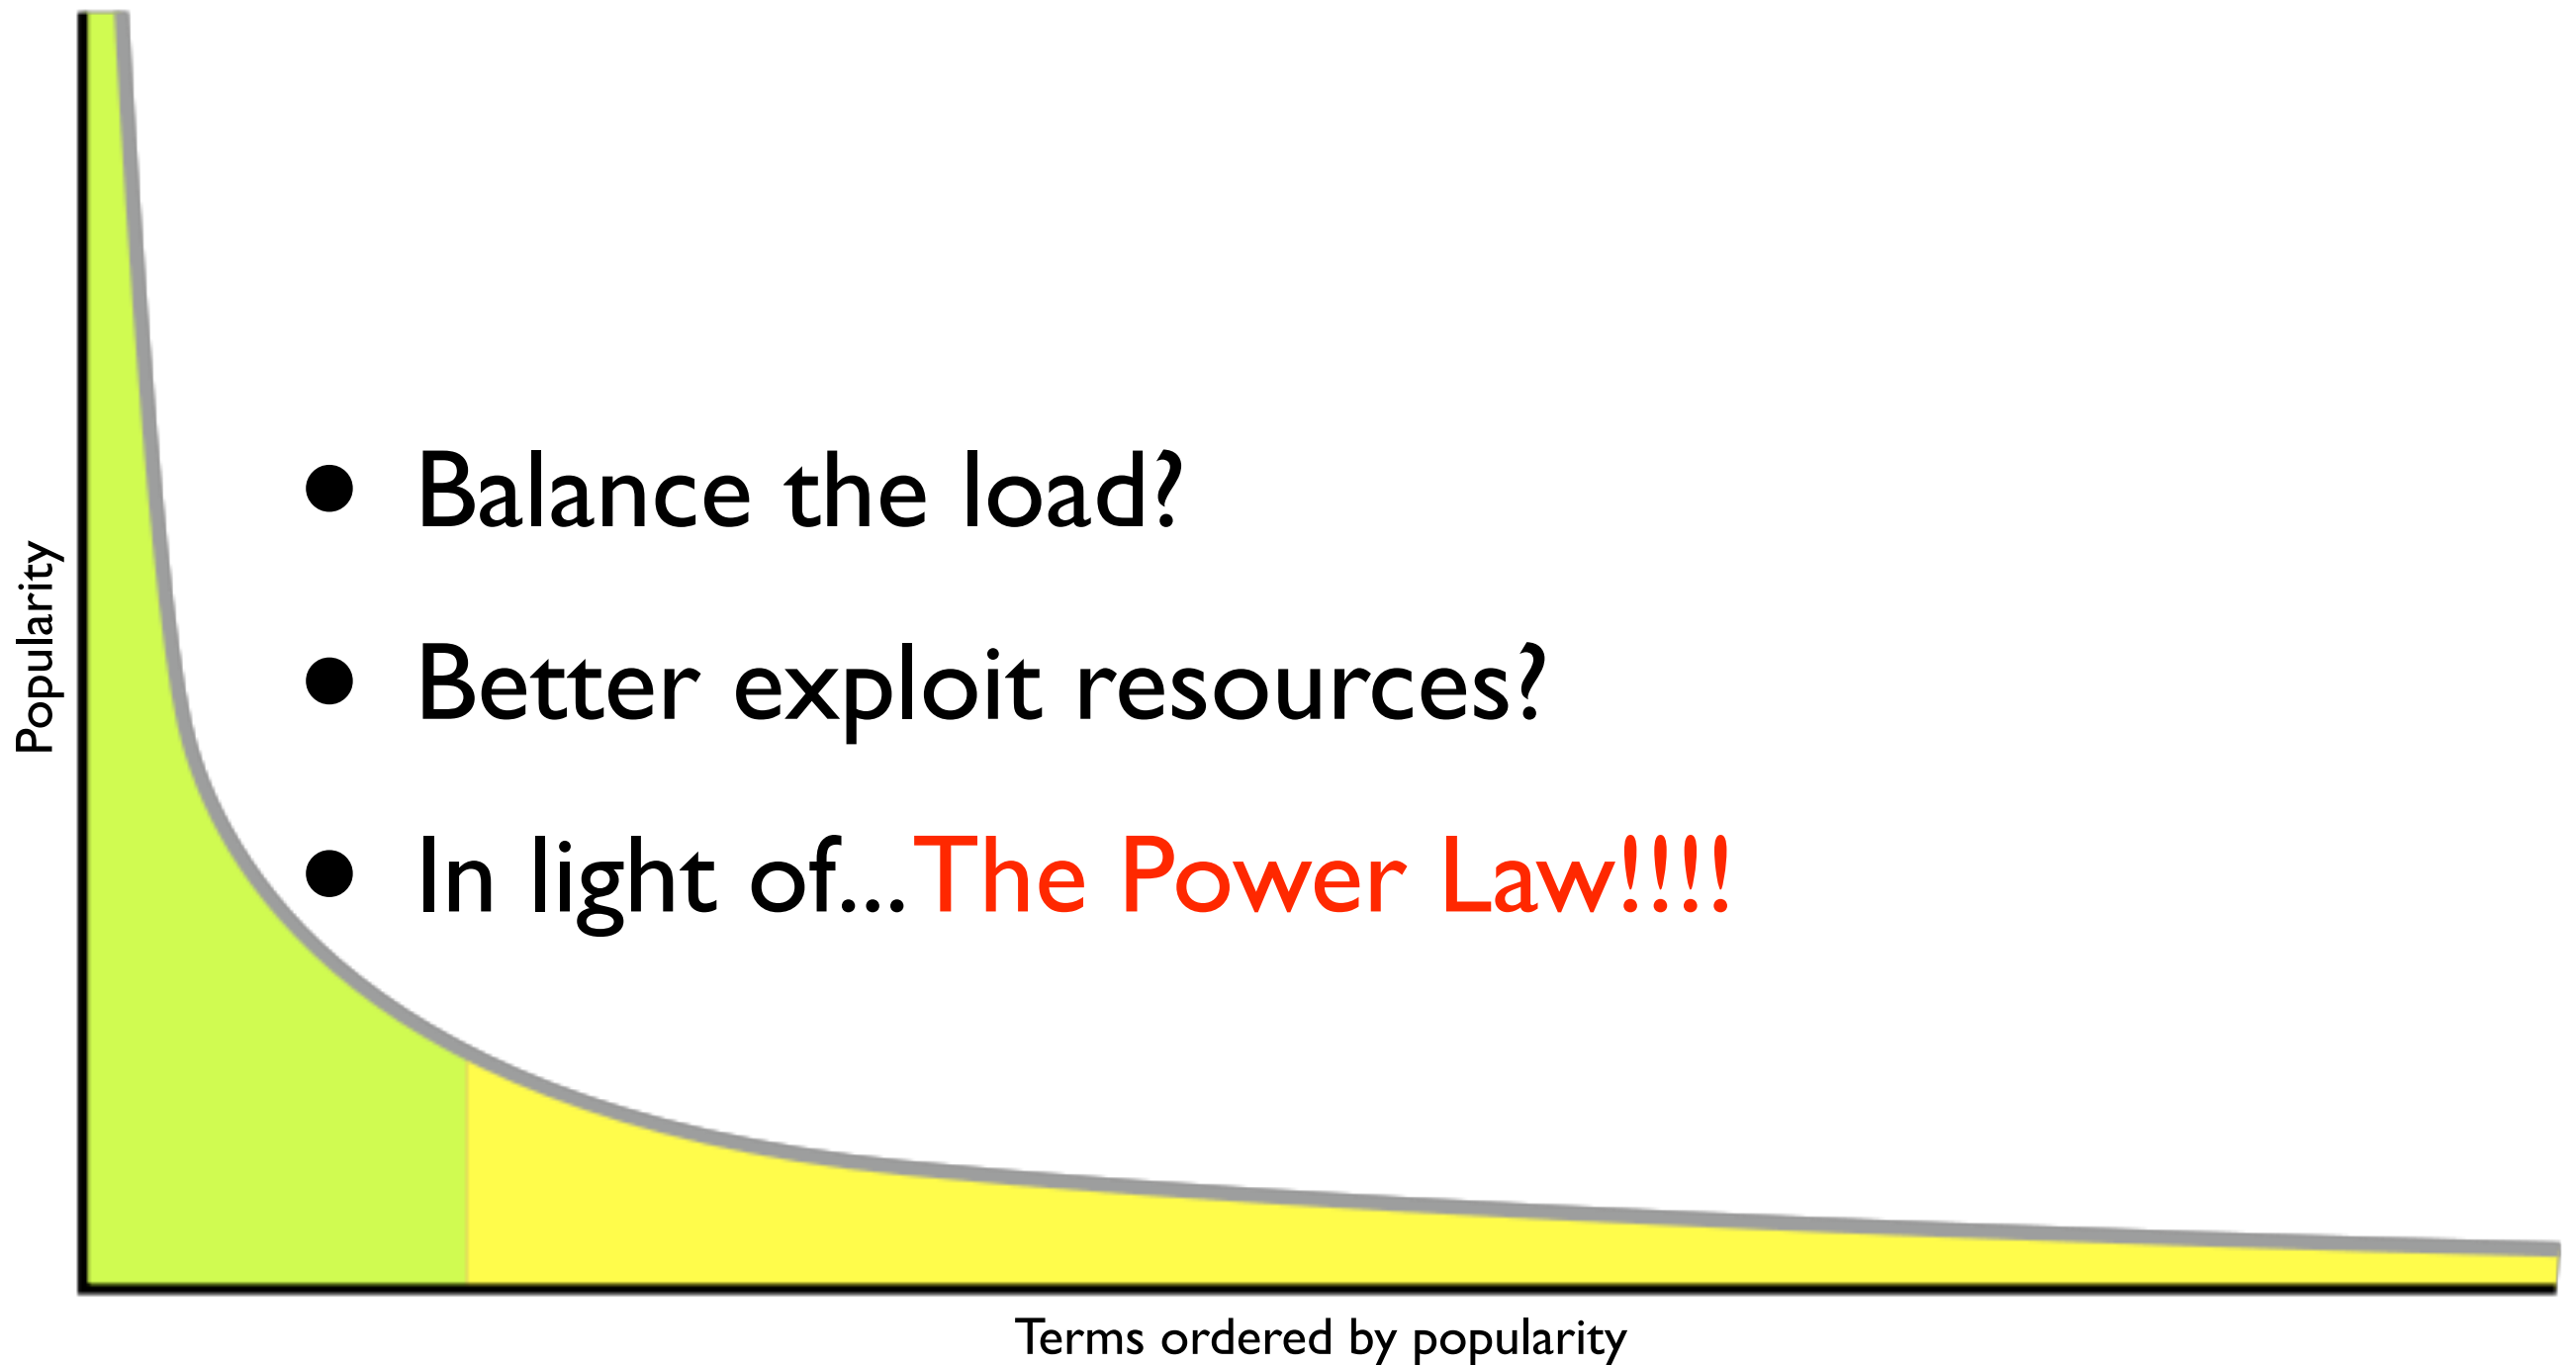 Popularity
• Balance the load?
• Better exploit resources?
• In light of...The Power Law!!!!
Terms ordered by popularity